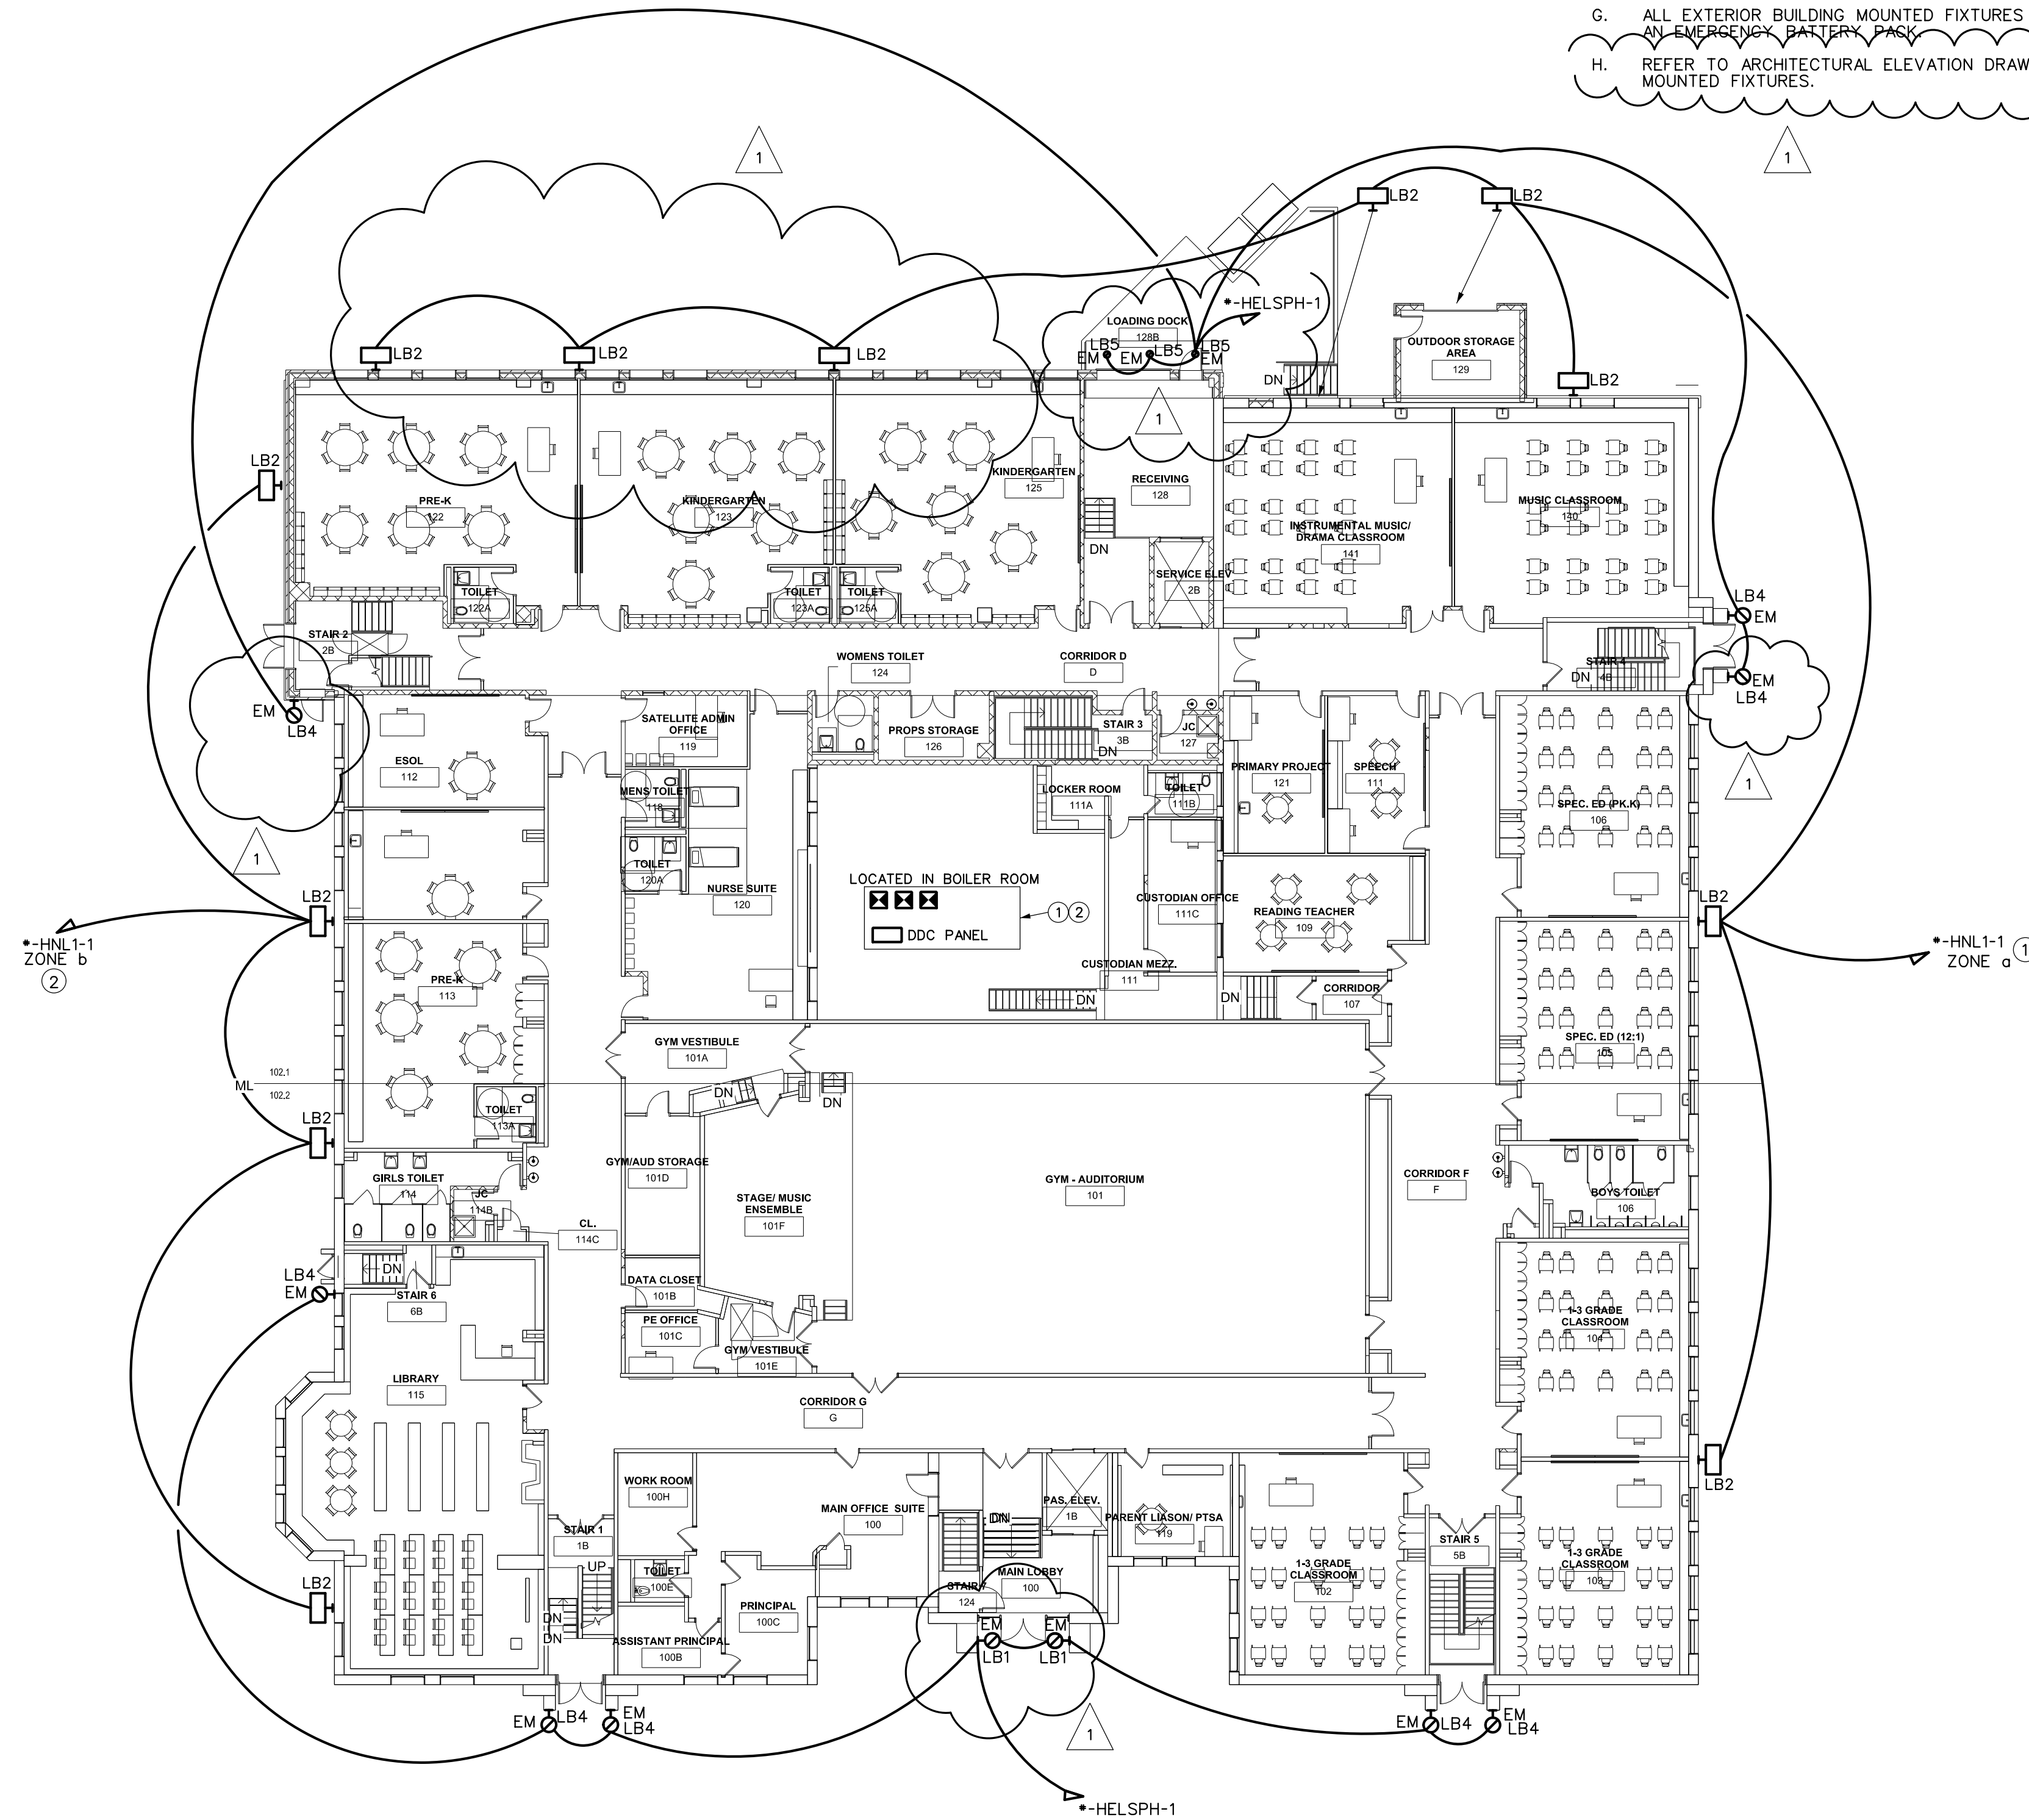 G. ALL EXTERIOR BUILDING MOUNTED FIXTURES
AN EMERGENCY BATTERY PACK.
H. REFER TO ARCHITECTURAL ELEVATION DRAW
MOUNTED FIXTURES.
1
1
LB2
LB2
*-HELSPH-1
LOADING DOCK
128B
LB5
LB5
LB5
EM
EM
EM
LB2
LB2
LB2
OUTDOOR STORAGE
AREA
129
DN
LB2
1
LB2
PRE-K
122
KINDERGARTEN
123
KINDERGARTEN
125
RECEIVING
128
DN
INSTRUMENTAL MUSIC/
DRAMA CLASSROOM
141
MUSIC CLASSROOM
140
TOILET
122A
TOILET
123A
TOILET
125A
SERVICE ELEV
2B
LB4
EM
STAIR 2
2B
WOMENS TOILET
124
CORRIDOR D
D
STAIR 4
DN
4B
EM
LB4
EM
LB4
SATELLITE ADMIN
OFFICE
119
PROPS STORAGE
126
STAIR 3
3B
DN
JC
127
ESOL
112
PRIMARY PROJECT
121
SPEECH
111
MENS TOILET
118
LOCKER ROOM
111A
TOILET
111B
SPEC. ED (PK,K)
106
1
1
TOILET
120A
NURSE SUITE
120
LOCATED IN BOILER ROOM
DDC PANEL
1 2
CUSTODIAN OFFICE
111C
READING TEACHER
109
LB2
LB2
*-HNL1-1
ZONE b
2
*-HNL1-1
ZONE a
1
PRE-K
113
CUSTODIAN MEZZ.
111
DN
DN
CORRIDOR
107
GYM VESTIBULE
101A
SPEC. ED (12:1)
105
102.1
ML
102.2
DN
DN
TOILET
113A
LB2
GIRLS TOILET
114
JC
114B
GYM/AUD STORAGE
101D
STAGE/ MUSIC
ENSEMBLE
101F
GYM - AUDITORIUM
101
CORRIDOR F
F
BOYS TOILET
106
CL.
114C
LB4
EM
DN
STAIR 6
6B
DATA CLOSET
101B
PE OFFICE
101C
GYM VESTIBULE
101E
1-3 GRADE
CLASSROOM
104
LIBRARY
115
CORRIDOR G
G
LB2
WORK ROOM
100H
MAIN OFFICE SUITE
100
PAS. ELEV.
1B
DN
PARENT LIASON/ PTSA
119
STAIR 1
1B
UP
STAIR 5
5B
1-3 GRADE
CLASSROOM
102
1-3 GRADE
CLASSROOM
103
LB2
TOILET
100E
STAIR 7
124
MAIN LOBBY
100
PRINCIPAL
100C
DN
DN
ASSISTANT PRINCIPAL
100B
EM
EM
LB1
LB1
EM
LB4
EM
LB4
EM
LB4
EM
LB4
1
*-HELSPH-1